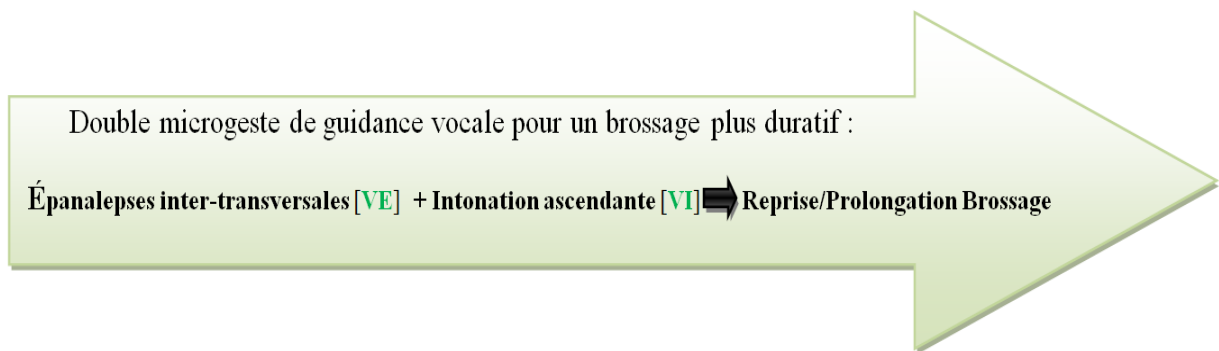 Double microgeste de guidance vocale pour un brossage plus duratif :
Épanalepses inter-transversales [VE] + Intonation ascendante [VI] Reprise/Prolongation Brossage